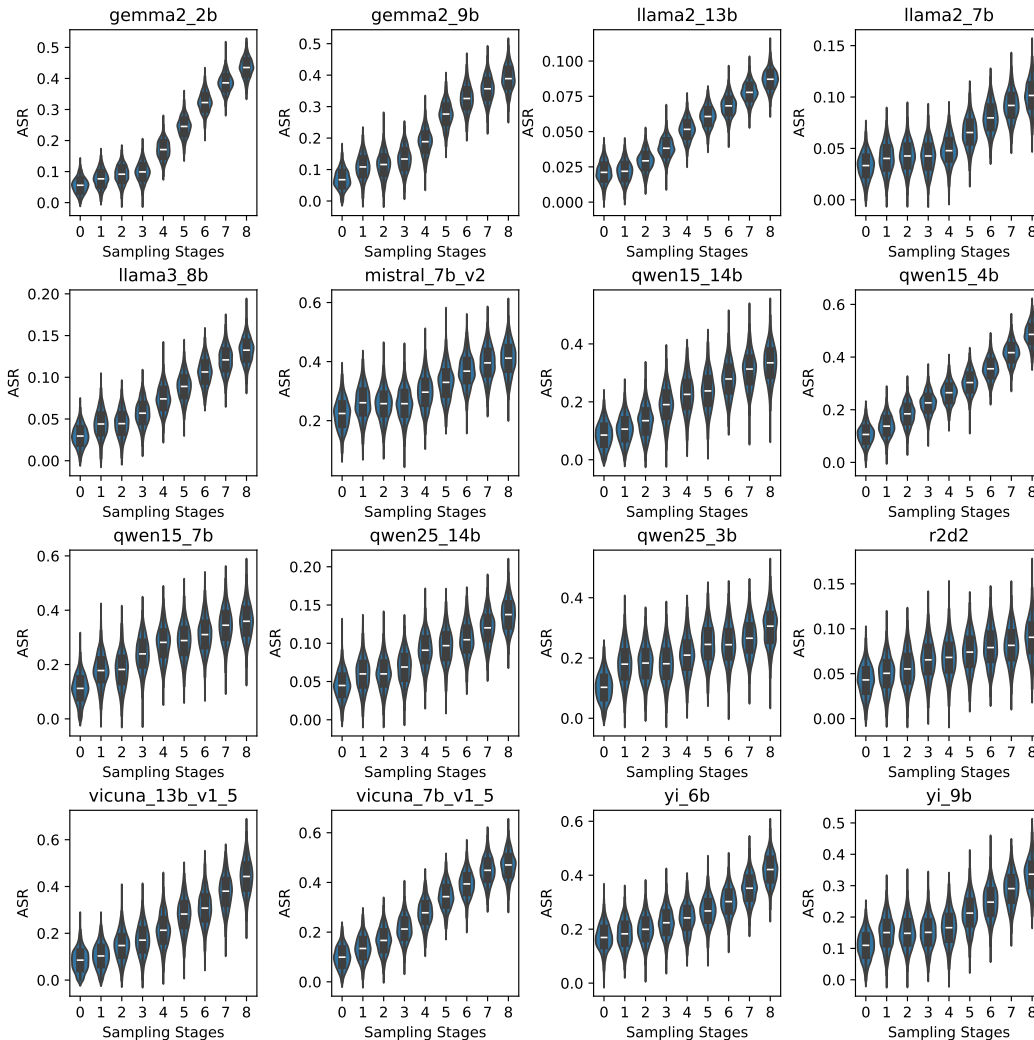 gemma2_2b
ASR
0.5
0.4
0.3
0.2
0.1
0.0
0 1 2 3 4 5 6 7 8
Sampling Stages
gemma2_9b
ASR
0.5
0.4
0.3
0.2
0.1
0.0
0 1 2 3 4 5 6 7 8
Sampling Stages
llama2_13b
ASR
0.100
0.075
0.050
0.025
0.000
0 1 2 3 4 5 6 7 8
Sampling Stages
llama2_7b
ASR
0.15
0.10
0.05
0.00
0 1 2 3 4 5 6 7 8
Sampling Stages
llama3_8b
ASR
0.20
0.15
0.10
0.05
0.00
0 1 2 3 4 5 6 7 8
Sampling Stages
mistral_7b_v2
ASR
0.6
0.4
0.2
0 1 2 3 4 5 6 7 8
Sampling Stages
qwen15_14b
ASR
0.4
0.2
0.0
0 1 2 3 4 5 6 7 8
Sampling Stages
qwen15_4b
ASR
0.6
0.4
0.2
0.0
0 1 2 3 4 5 6 7 8
Sampling Stages
qwen15_7b
ASR
0.6
0.4
0.2
0.0
0 1 2 3 4 5 6 7 8
Sampling Stages
qwen25_14b
ASR
0.20
0.15
0.10
0.05
0.00
0 1 2 3 4 5 6 7 8
Sampling Stages
qwen25_3b
ASR
0.4
0.2
0.0
0 1 2 3 4 5 6 7 8
Sampling Stages
r2d2
ASR
0.15
0.10
0.05
0.00
0 1 2 3 4 5 6 7 8
Sampling Stages
vicuna_13b_v1_5
ASR
0.6
0.4
0.2
0.0
0 1 2 3 4 5 6 7 8
Sampling Stages
vicuna_7b_v1_5
ASR
0.6
0.4
0.2
0.0
0 1 2 3 4 5 6 7 8
Sampling Stages
yi_6b
ASR
0.6
0.4
0.2
0.0
0 1 2 3 4 5 6 7 8
Sampling Stages
yi_9b
ASR
0.5
0.4
0.3
0.2
0.1
0.0
0 1 2 3 4 5 6 7 8
Sampling Stages